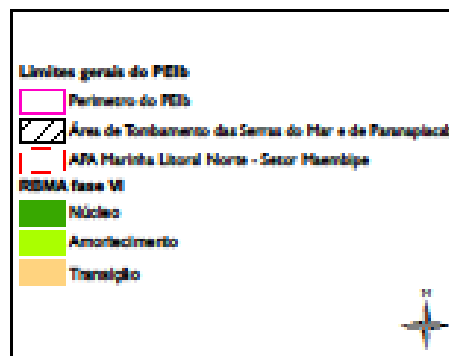 Limites gerais do PEIb
Perímetro do PEIb
Área de Tombamento das Serras do Mar e de Paranapiacab
APA Marinha Litoral Norte - Setor Maembipe
RBMA fase VI
Núcleo
Amortecimento
Transição
N